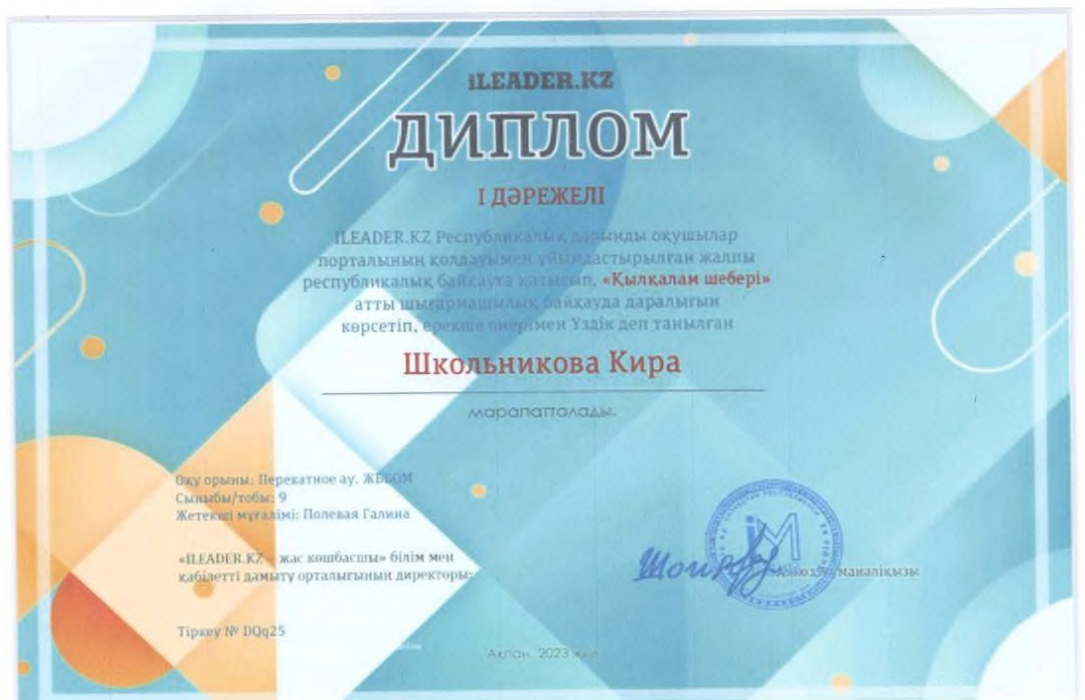 iLEADER.KZ
ДИПЛОМ
І ДӘРЕЖЕЛІ
ILEADER.KZ Республикалық дарынды оқушылар
порталының қолдауымен ұйымдастырылған жалпы
республикалық байқауға қатысып, «Қылқалам шебері»
атты шығармашылық байқауда даралығын
көрсетіп, ерекше өнерімен Үздік деп танылған
Школьникова Кира
марапатталады.
Оқу орыны: Перекатное ау. ЖББОМ
Сыныбы/тобы: 9
Жетекші мұғалімі: Полевая Галина
«ILEADER.KZ – жас көшбасшы» білім мен
қабілетті дамыту орталығының директоры:
Тіркеу № DQq25
Ақпан, 2023 жыл